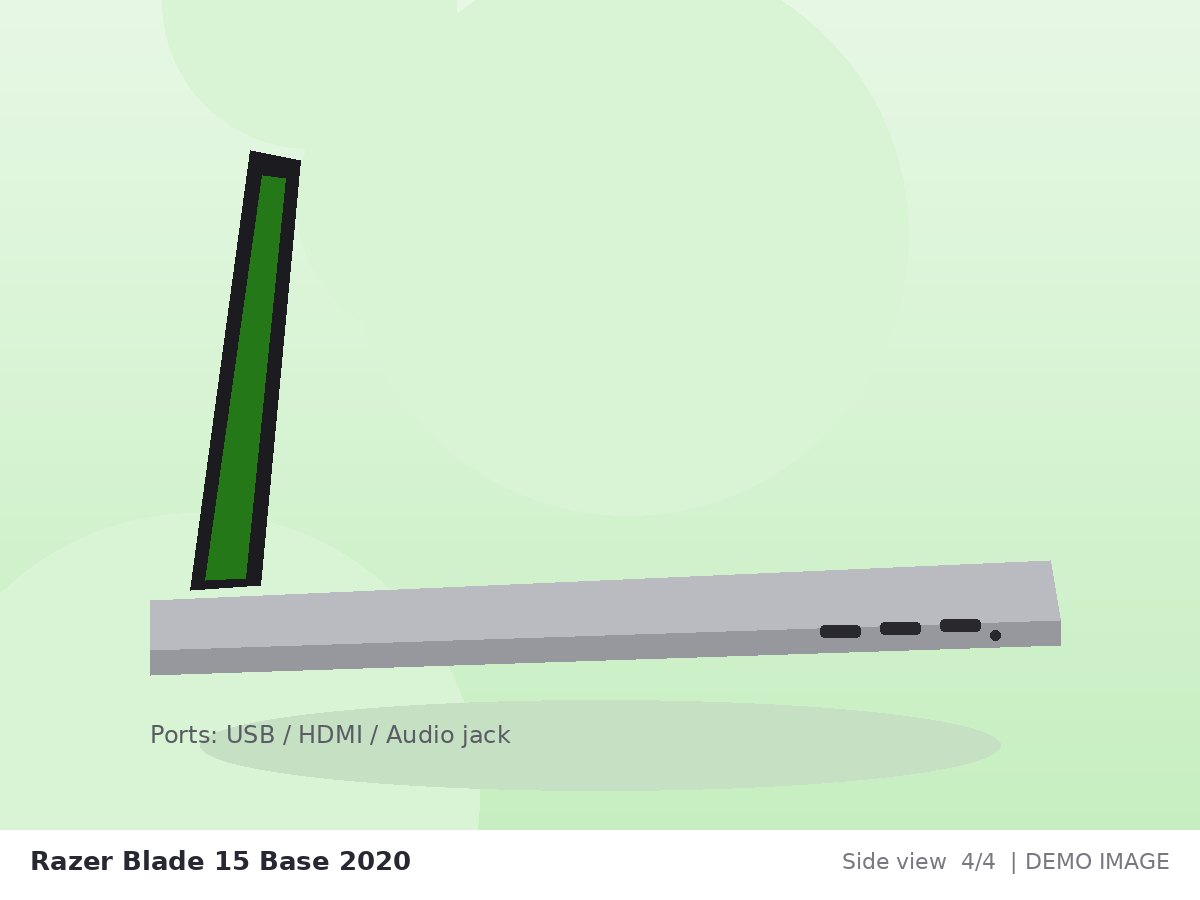 Ports: USB / HDMI / Audio jack
Razer Blade 15 Base 2020
Side view  4/4  | DEMO IMAGE